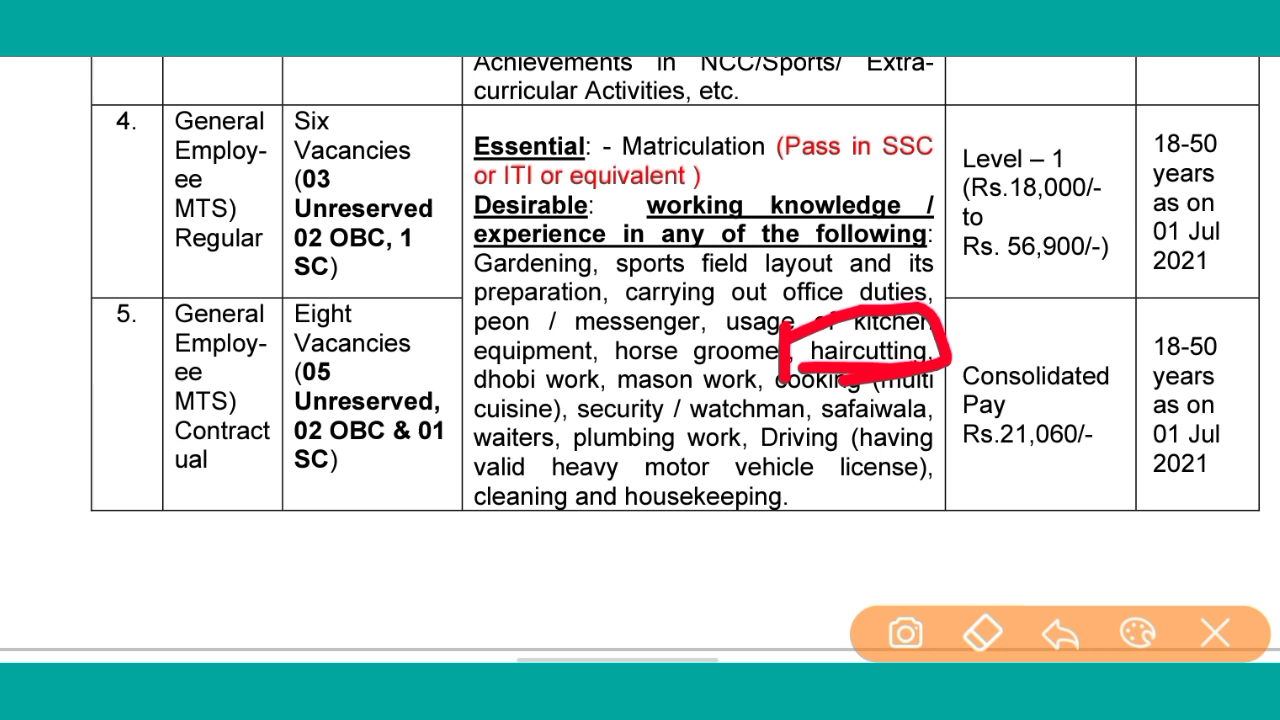 Achievements in NCC/Sports/ Extra-
curricular Activities, etc.
4.
General
Employ-
ee
MTS)
Regular
Six
Vacancies
(03
Unreserved
02 OBC, 1
SC)
Essential: - Matriculation (Pass in SSC
or ITI or equivalent )
Desirable: working knowledge /
experience in any of the following:
Gardening, sports field layout and its
preparation, carrying out office duties,
peon / messenger, usage of kitchen
equipment, horse groomer, haircutting,
dhobi work, mason work, cooking (multi
cuisine), security / watchman, safaiwala,
waiters, plumbing work, Driving (having
valid heavy motor vehicle license),
cleaning and housekeeping.
Level – 1
(Rs.18,000/-
to
Rs. 56,900/-)
18-50
years
as on
01 Jul
2021
5.
General
Employ-
ee
MTS)
Contract
ual
Eight
Vacancies
(05
Unreserved,
02 OBC & 01
SC)
Consolidated
Pay
Rs.21,060/-
18-50
years
as on
01 Jul
2021